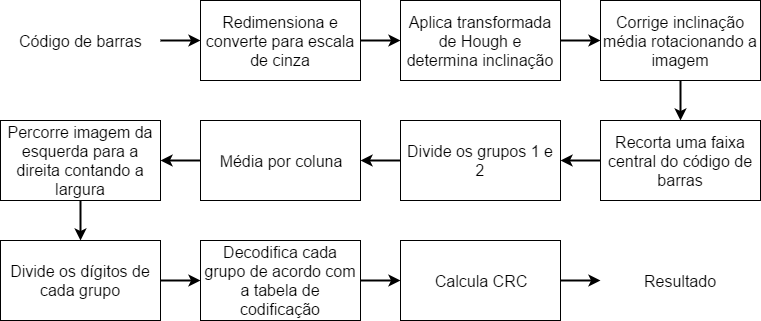 Código de barras
Redimensiona e
converte para escala
de cinza
Aplica transformada
de Hough e
determina inclinação
Corrige inclinação
média rotacionando a
imagem
Recorta uma faixa
central do código de
barras
Divide os grupos 1 e
2
Média por coluna
Percorre imagem da
esquerda para a
direita contando a
largura
Divide os dígitos de
cada grupo
Decodifica cada
grupo de acordo com
a tabela de
codificação
Calcula CRC
Resultado